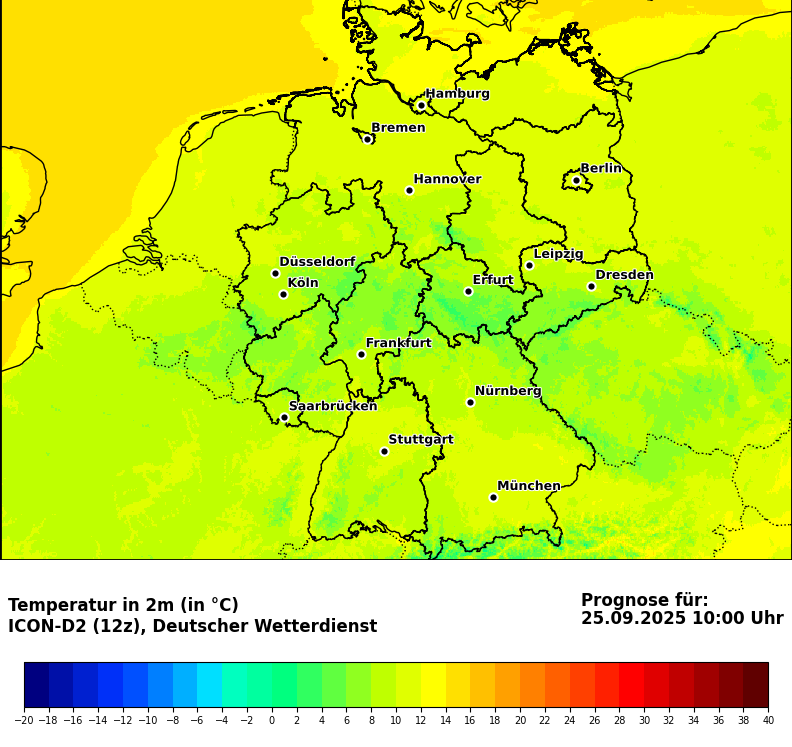 Hamburg
Bremen
Berlin
Hannover
Leipzig
Düsseldorf
Dresden
Erfurt
Köln
Frankfurt
Nürnberg
Saarbrücken
Stuttgart
München
Temperatur in 2m (in °C)
ICON-D2 (12z), Deutscher Wetterdienst
Prognose für:
25.09.2025 10:00 Uhr
−20 −18 −16 −14 −12 −10 −8 −6 −4 −2 0 2 4 6 8 10 12 14 16 18 20 22 24 26 28 30 32 34 36 38 40